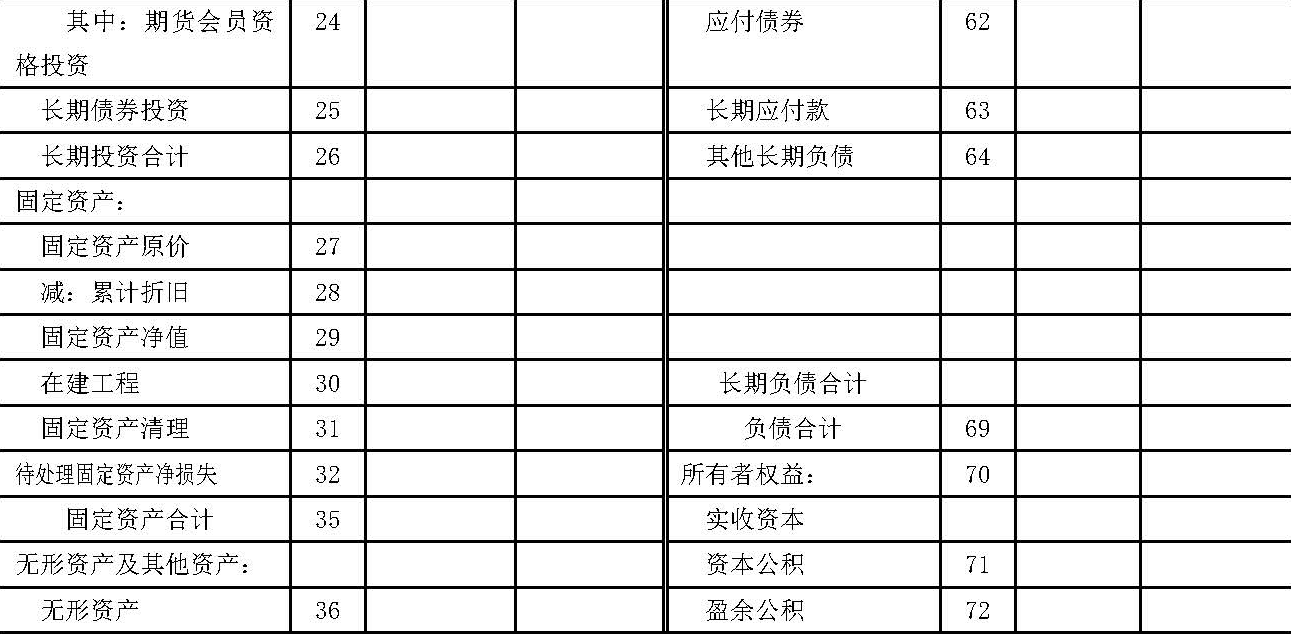 其中：期货会员资 24 应付债券 62
格投资
长期债券投资 25 长期应付款 63
长期投资合计 26 其他长期负债 64
固定资产：
固定资产原价 27
减：累计折旧 28
固定资产净值 29
在建工程 30 长期负债合计
固定资产清理 31 负债合计 69
待处理固定资产净损失 32 所有者权益： 70
固定资产合计 35 实收资本
无形资产及其他资产： 资本公积 71
无形资产 36 盈余公积 72